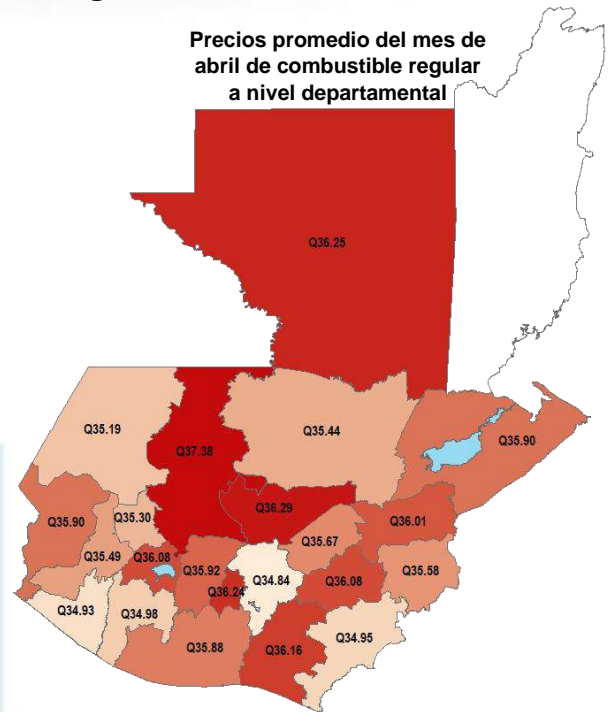 Precios promedio del mes de
abril de combustible regular
a nivel departamental
Q36.25
Q35.19
Q37.38
Q35.44
Q35.90
Q35.90
Q35.30
Q36.29
Q36.01
Q35.49
Q36.08
Q35.92
Q35.67
Q34.84
Q36.08
Q35.58
Q36.24
Q34.93
Q34.98
Q35.88
Q36.16
Q34.95